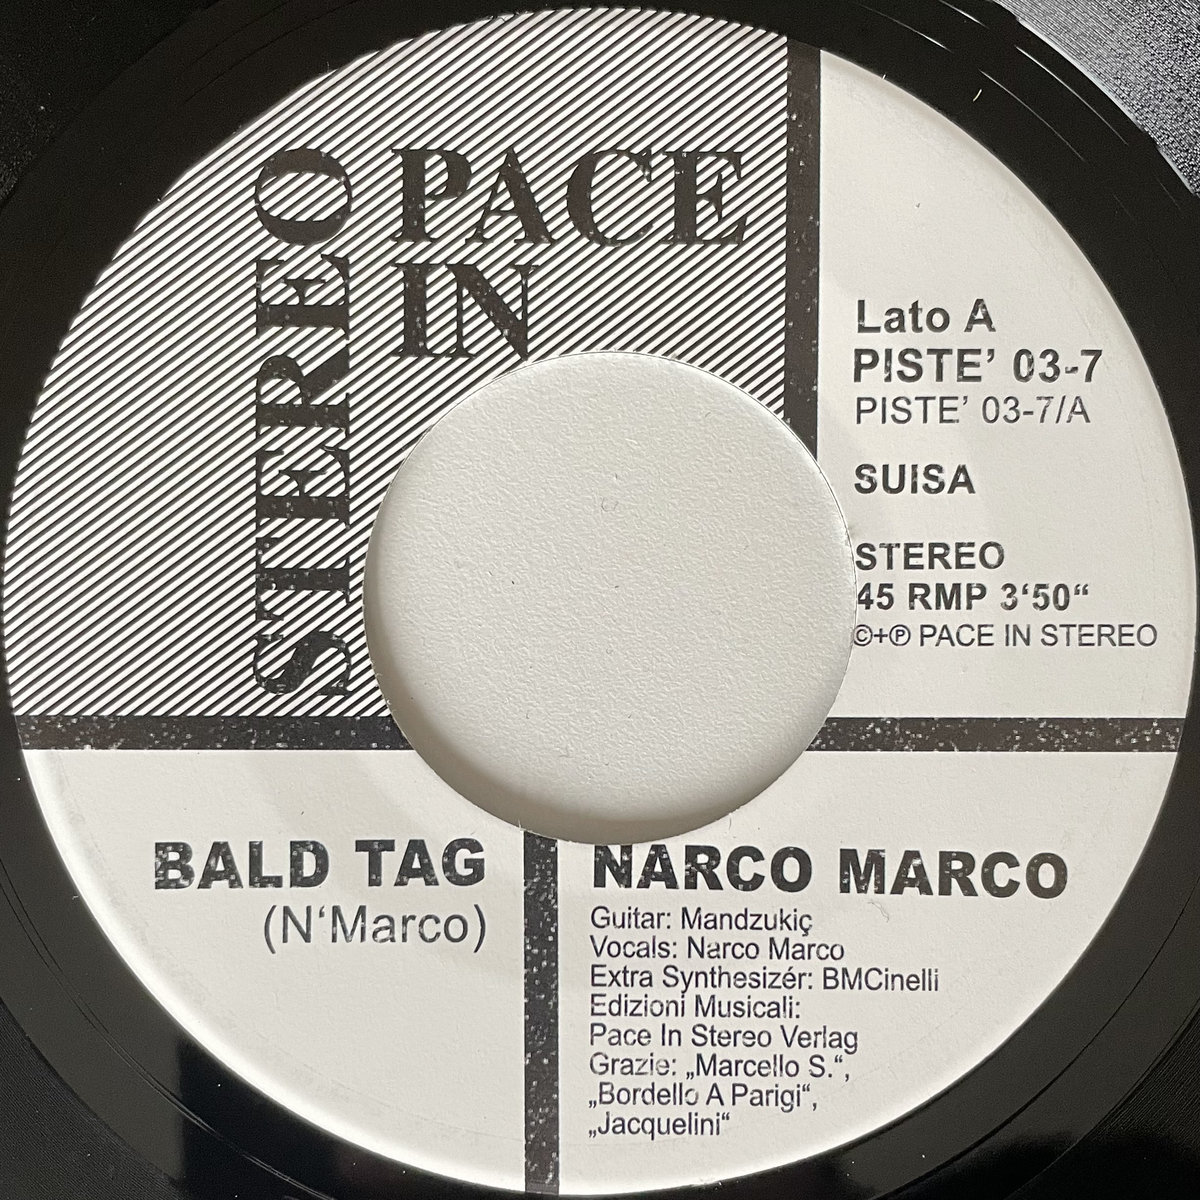 STEREO
PACE
IN
Lato A
PISTE’ 03-7
PISTE’ 03-7/A
SUISA
STEREO
45 RMP 3‘50“
©+℗ PACE IN STEREO
BALD TAG
(N‘Marco)
NARCO MARCO
Guitar: Mandzukiç
Vocals: Narco Marco
Extra Synthesizér: BMCinelli
Edizioni Musicali:
Pace In Stereo Verlag
Grazie: „Marcello S.“,
„Bordello A Parigi“,
„Jacquelini“